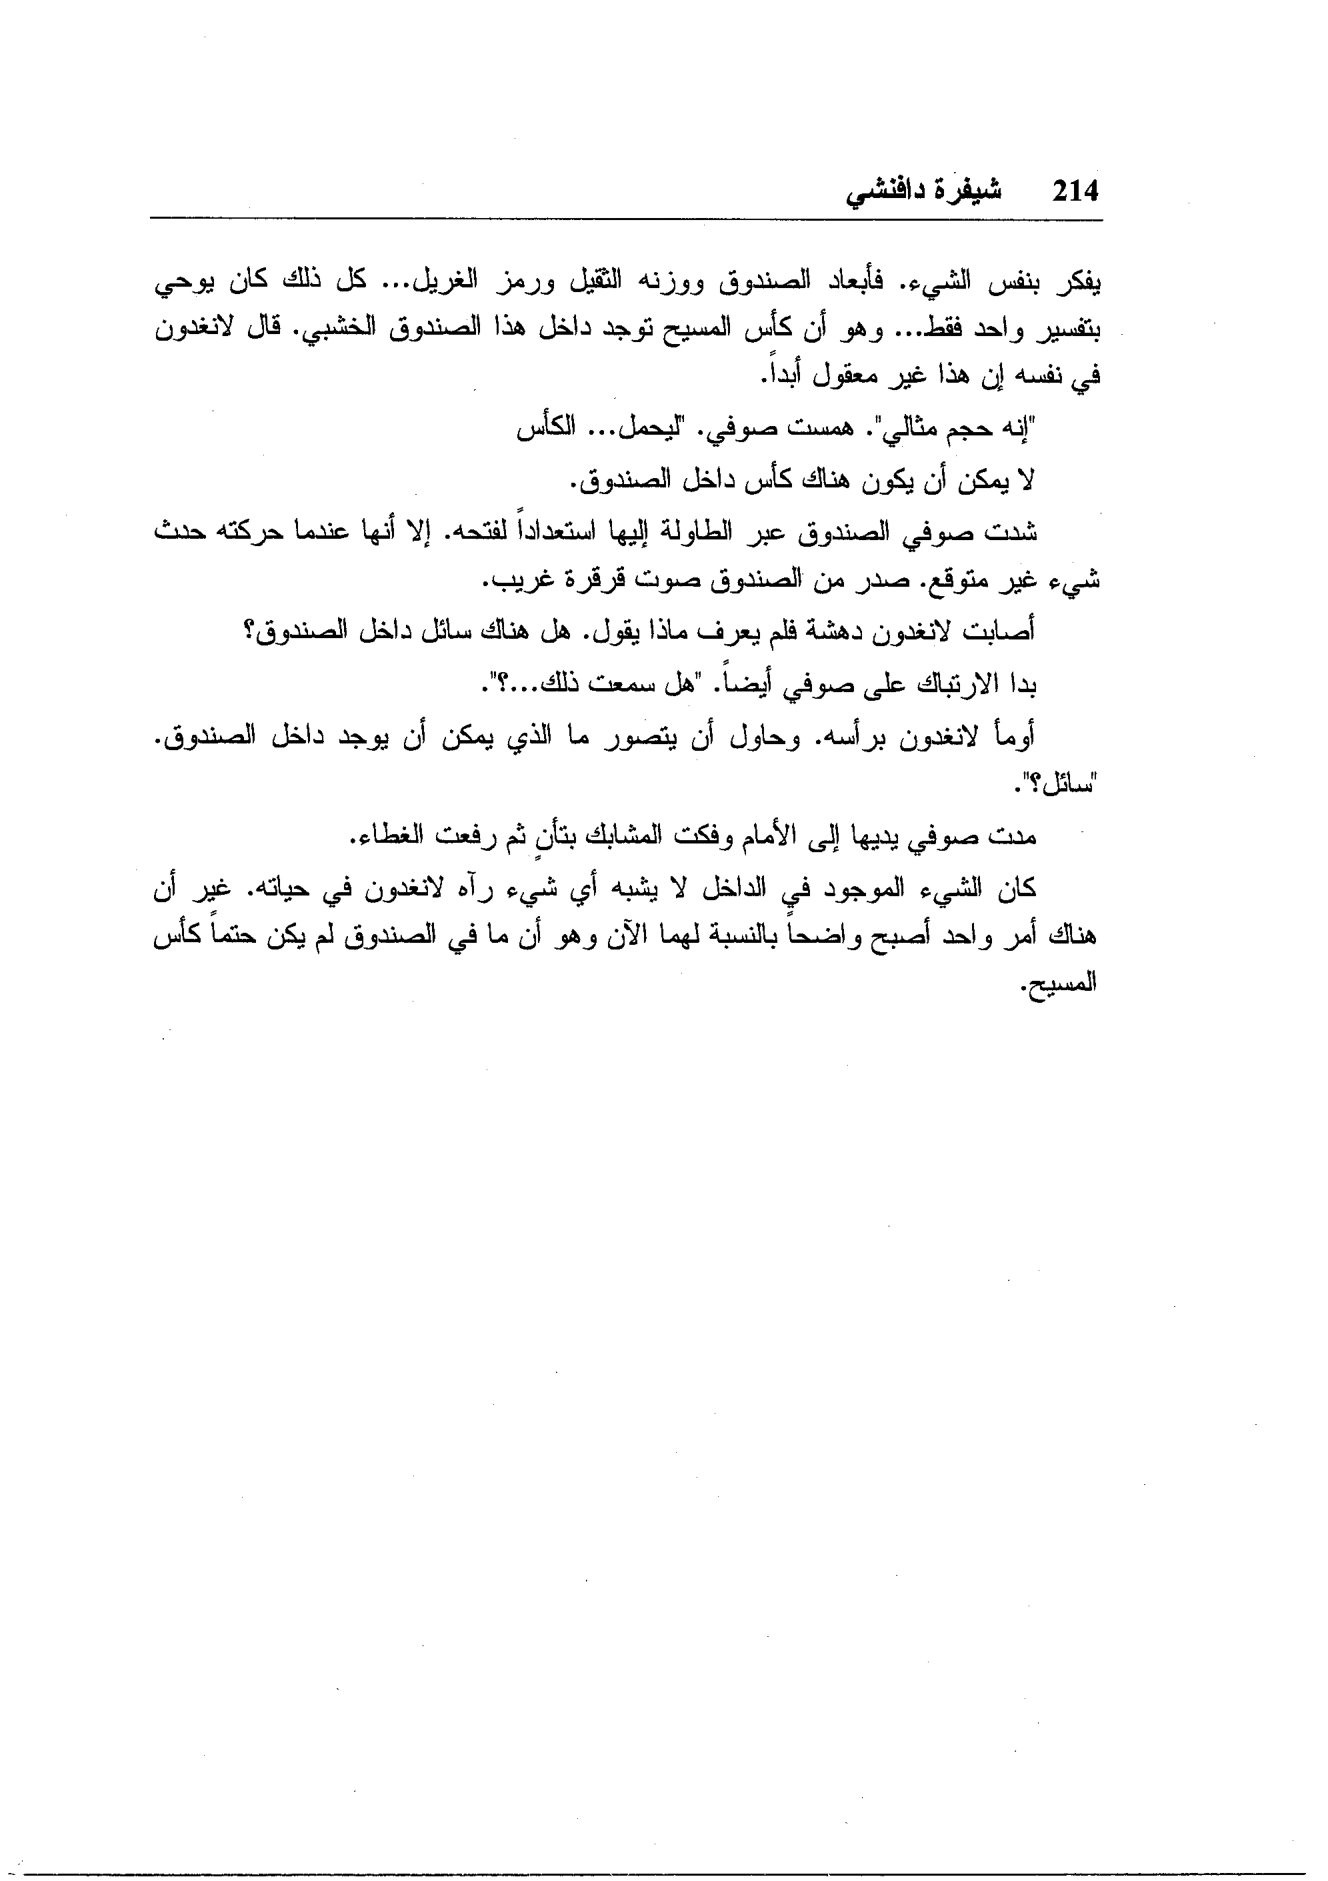 214 شيفرة دافنشي
يفكر بنفس الشيء. فأبعاد الصندوق ووزنه الثقيل ورمز الغريل... كل ذلك كان يوحي
بتفسير واحد فقط... وهو أن كأس المسيح توجد داخل هذا الصندوق الخشبي. قال لانغدون
في نفسه إن هذا غير معقول أبداً.
"إنه حجم مثالي". همست صوفي. "ليحمل... الكأس
لا يمكن أن يكون هناك كأس داخل الصندوق.
شدت صوفي الصندوق عبر الطاولة إليها استعداداً لفتحه. إلا أنها عندما حركته حدث
شيء غير متوقع. صدر من الصندوق صوت قرقرة غريب.
أصابت لانغدون دهشة فلم يعرف ماذا يقول. هل هناك سائل داخل الصندوق؟
بدا الارتباك على صوفي أيضاً. "هل سمعت ذلك...؟".
أومأ لانغدون برأسه. وحاول أن يتصور ما الذي يمكن أن يوجد داخل الصندوق.
"سائل؟".
مدت صوفي يديها إلى الأمام وفكت المشابك بتأنٍ ثم رفعت الغطاء.
كان الشيء الموجود في الداخل لا يشبه أي شيء رآه لانغدون في حياته. غير أن
هناك أمر واحد أصبح واضحاً بالنسبة لهما الآن وهو أن ما في الصندوق لم يكن حتماً كأس
المسيح.